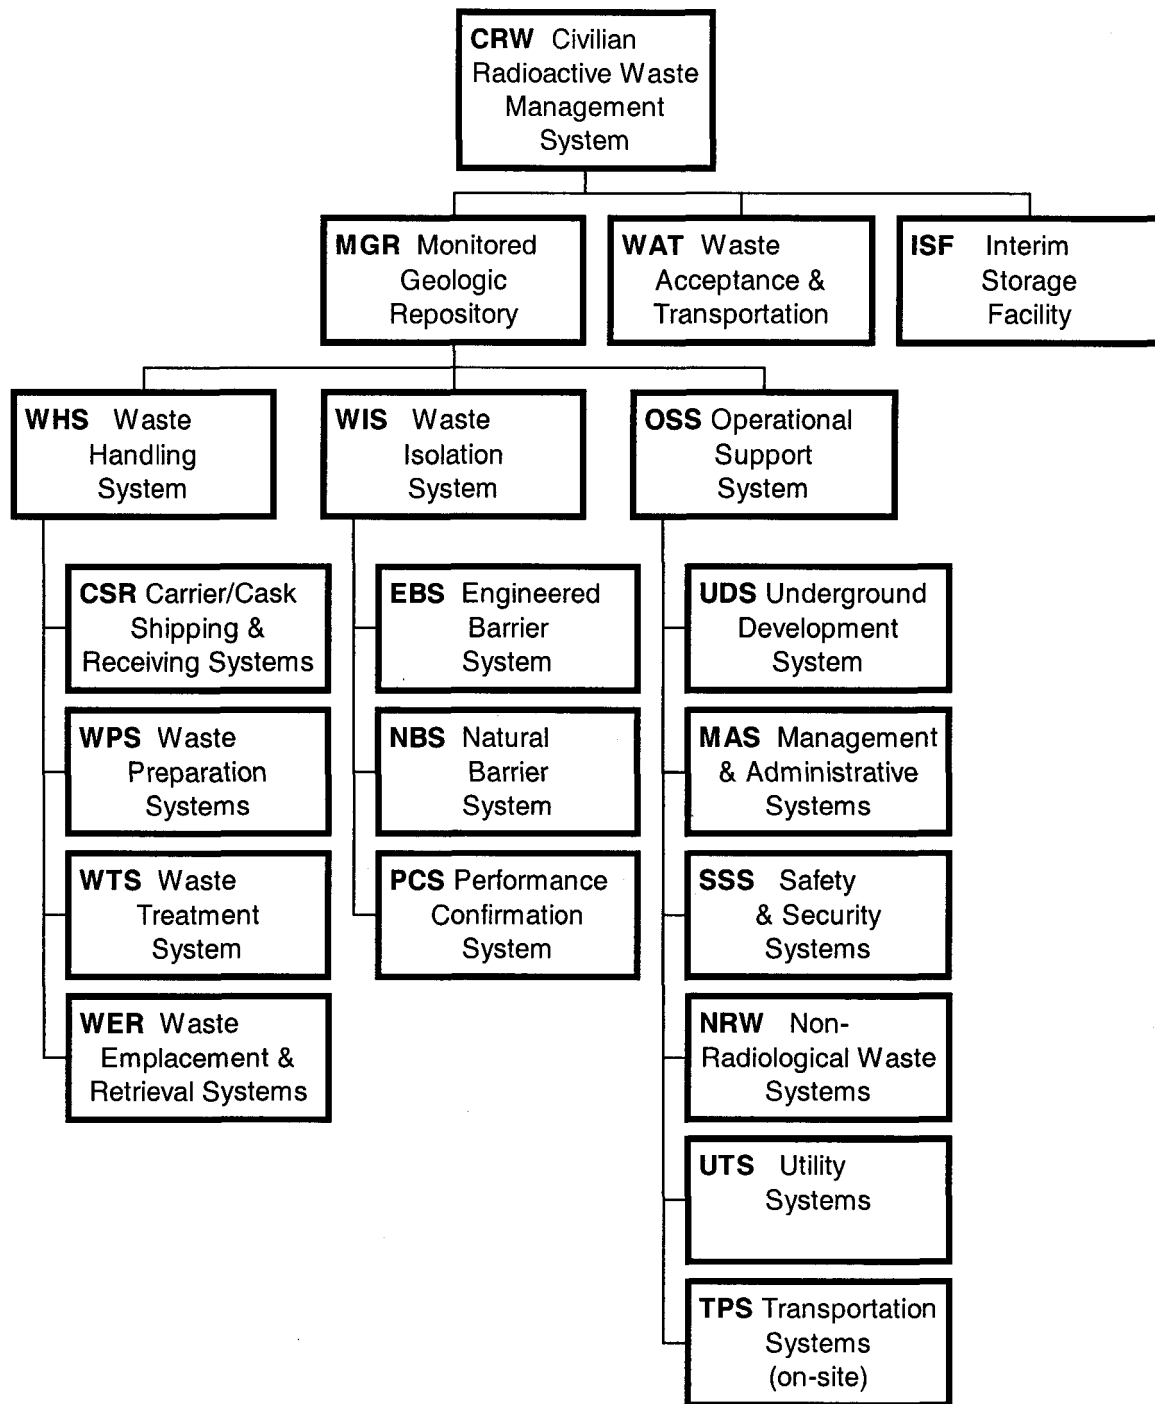 CRW Civilian
Radioactive Waste
Management
System
MGR Monitored
Geologic
Repository
WAT Waste
Acceptance &
Transportation
ISF Interim
Storage
Facility
WHS Waste
Handling
System
WIS Waste
Isolation
System
OSS Operational
Support
System
CSR Carrier/Cask
Shipping &
Receiving Systems
WPS Waste
Preparation
Systems
WTS Waste
Treatment
System
WER Waste
Emplacement &
Retrieval Systems
EBS Engineered
Barrier
System
NBS Natural
Barrier
System
PCS Performance
Confirmation
System
UDS Underground
Development
System
MAS Management
& Administrative
Systems
SSS Safety
& Security
Systems
NRW Non-
Radiological Waste
Systems
UTS Utility
Systems
TPS Transportation
Systems
(on-site)